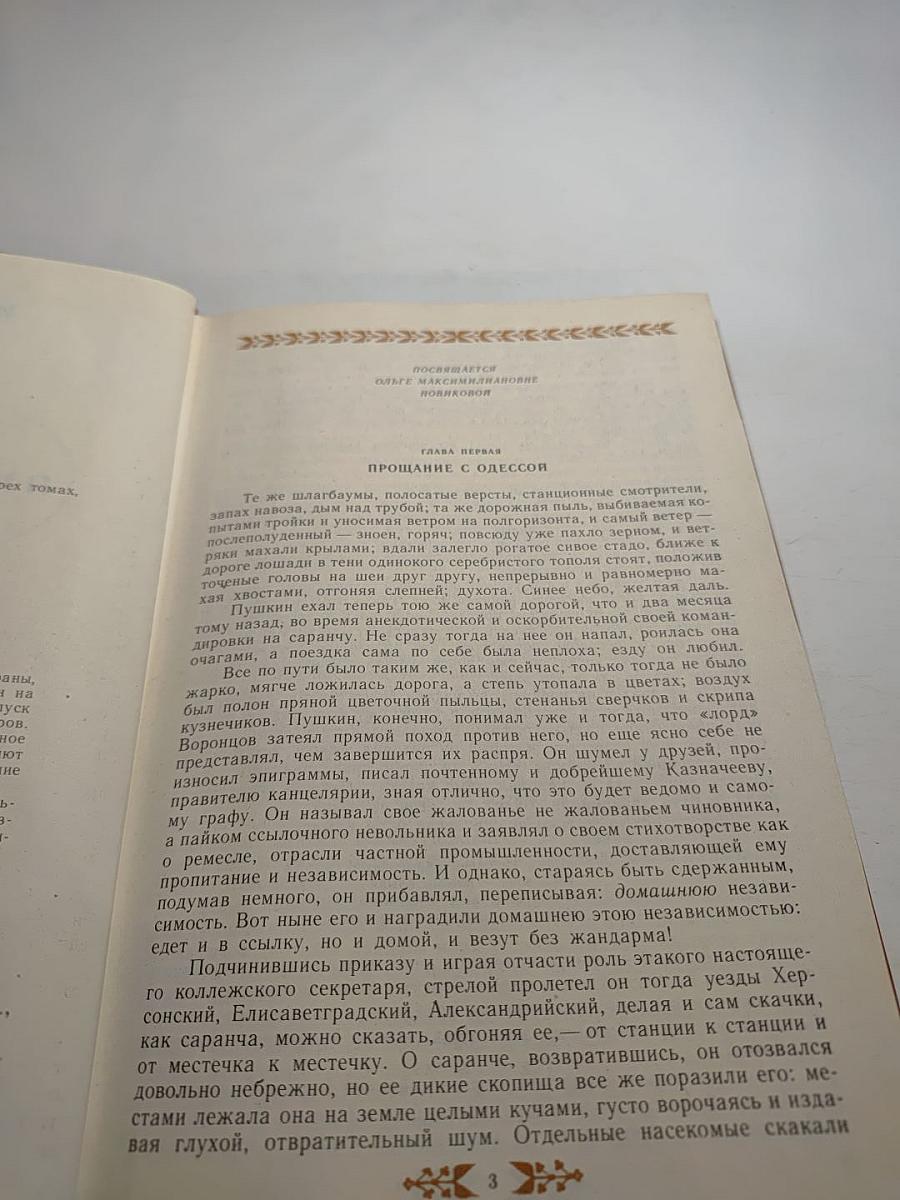 рех томах,
раны,
н на
пуск
ров.
ное
ют
ние
ь-
з-
ПОСВЯЩАЕТСЯ
ОЛЬГЕ МАКСИМИЛИАНОВНЕ
НОВИКОВОЙ
ГЛАВА ПЕРВАЯ
ПРОЩАНИЕ С ОДЕССОЙ
Те же шлагбаумы, полосатые версты, станционные смотрители,
запах навоза, дым над трубой; та же дорожная пыль, выбиваемая ко-
пытами тройки и уносимая ветром на полгоризонта, и самый ветер —
послеполуденный — зноен, горяч; повсюду уже пахло зерном, и вет-
ряки махали крылами; вдали залегло рогатое сивое стадо, ближе к
дороге лошади в тени одинокого серебристого тополя стоят, положив
точеные головы на шеи друг другу, непрерывно и равномерно ма-
хая хвостами, отгоняя слепней; духота. Синее небо, желтая даль.
Пушкин ехал теперь тою же самой дорогой, что и два месяца
тому назад, во время анекдотической и оскорбительной своей коман-
дировки на саранчу. Не сразу тогда на нее он напал, роилась она
очагами, а поездка сама по себе была неплоха; езду он любил.
Все по пути было таким же, как и сейчас, только тогда не было
жарко, мягче ложилась дорога, а степь утопала в цветах; воздух
был полон пряной цветочной пыльцы, стенанья сверчков и скрипа
кузнечиков. Пушкин, конечно, понимал уже и тогда, что «лорд»
Воронцов затеял прямой поход против него, но еще ясно себе не
представлял, чем завершится их распря. Он шумел у друзей, про-
износил эпиграммы, писал почтенному и добрейшему Казначееву,
правителю канцелярии, зная отлично, что это будет ведомо и само-
му графу. Он называл свое жалованье не жалованьем чиновника,
а пайком ссылочного невольника и заявлял о своем стихотворстве как
о ремесле, отрасли частной промышленности, доставляющей ему
пропитание и независимость. И однако, стараясь быть сдержанным,
подумав немного, он прибавлял, переписывая: домашнюю незави-
симость. Вот ныне его и наградили домашнею этою независимостью:
едет и в ссылку, но и домой, и везут без жандарма!
Подчинившись приказу и играя отчасти роль этакого настояще-
го коллежского секретаря, стрелой пролетел он тогда уезды Хер-
сонский, Елисаветградский, Александрийский, делая и сам скачки,
как саранча, можно сказать, обгоняя ее,— от станции к станции и
от местечка к местечку. О саранче, возвратившись, он отозвался
довольно небрежно, но ее дикие скопища все же поразили его: ме-
стами лежала она на земле целыми кучами, густо ворочаясь и изда-
вая глухой, отвратительный шум. Отдельные насекомые скакали
3